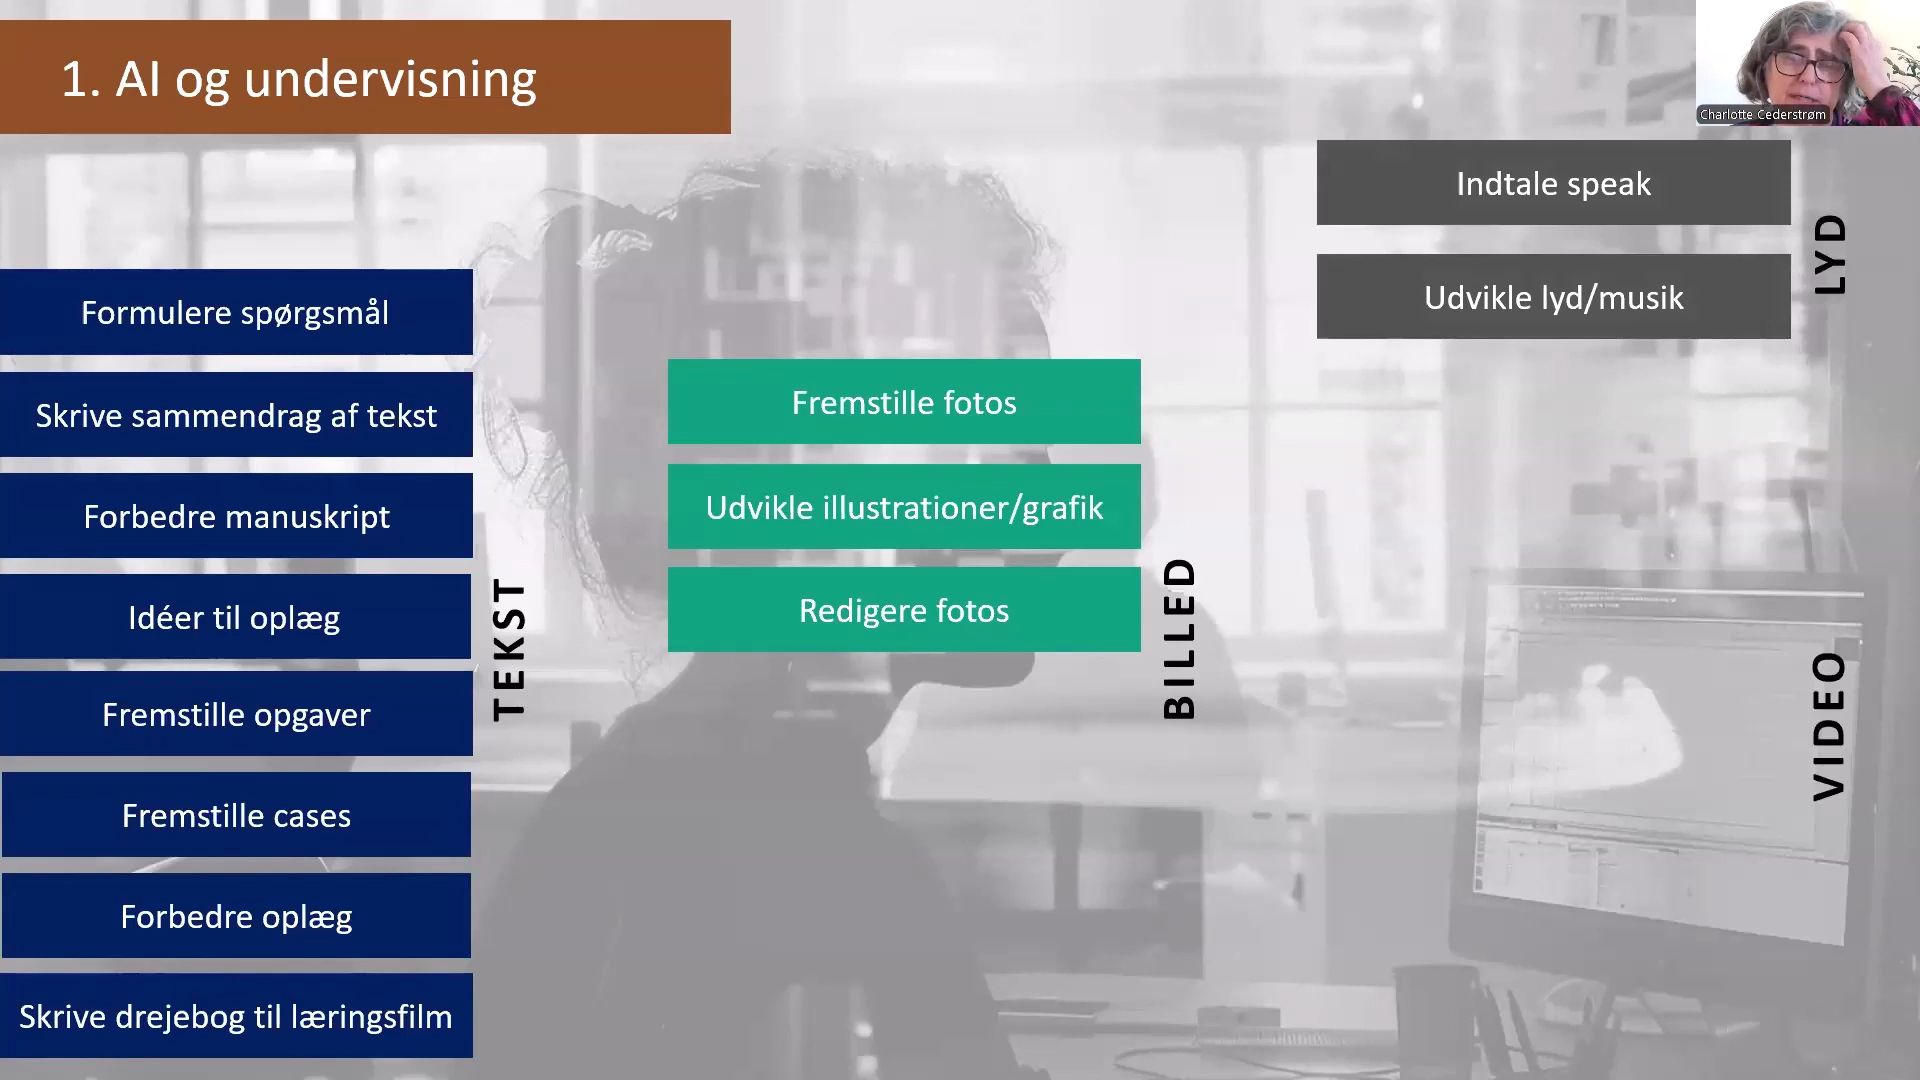 1. AI og undervisning
Charlotte Cederstrøm
Formulere spørgsmål
Skrive sammendrag af tekst
Forbedre manuskript
Idéer til oplæg
Fremstille opgaver
Fremstille cases
Forbedre oplæg
Skrive drejebog til læringsfilm
TEKST
Fremstille fotos
Udvikle illustrationer/grafik
Redigere fotos
BILLED
Indtale speak
Udvikle lyd/musik
LYD
VIDEO